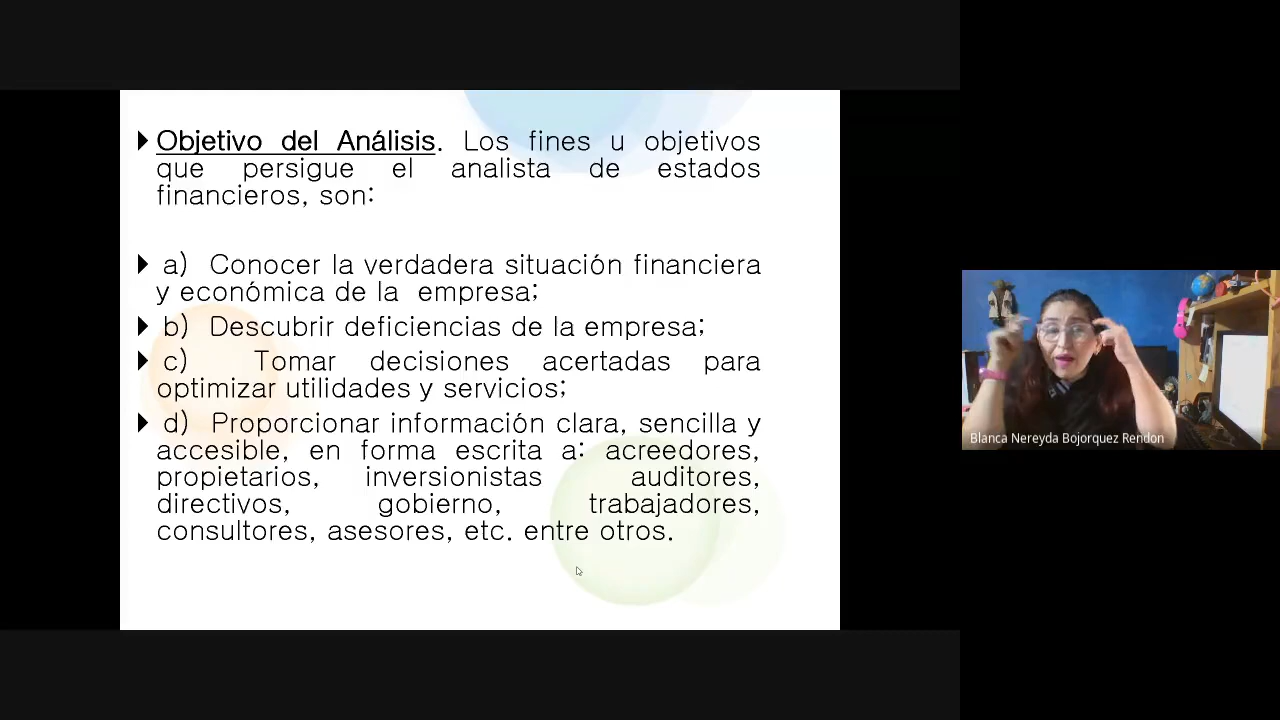 Objetivo del Análisis. Los fines u objetivos
que persigue el analista de estados
financieros, son:
a) Conocer la verdadera situación financiera
y económica de la empresa;
b) Descubrir deficiencias de la empresa;
c) Tomar decisiones acertadas para
optimizar utilidades y servicios;
d) Proporcionar información clara, sencilla y
accesible, en forma escrita a: acreedores,
propietarios, inversionistas auditores,
directivos, gobierno, trabajadores,
consultores, asesores, etc. entre otros.
Blanca Nereyda Bojorquez Rendon